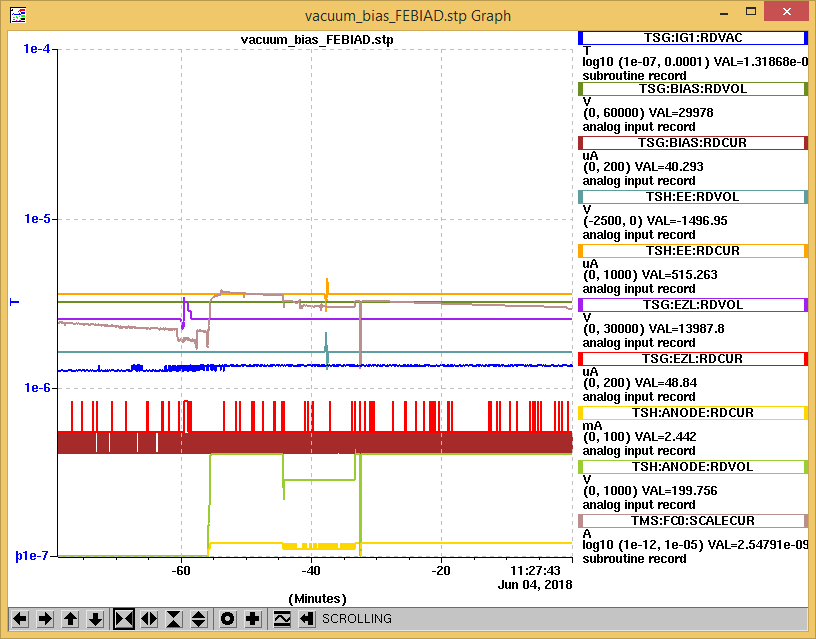 vacuum_bias_FEBIAD.stp Graph
vacuum_bias_FEBIAD.stp
1e-4
1e-5
T
1e-6
1e-7
-60
-40
-20
11:27:43
Jun 04, 2018
(Minutes)
TSG:IG1:RDVAC
T
log10 (1e-07, 0.0001) VAL=1.31868e-0
subroutine record
TSG:BIAS:RDVOL
V
(0, 60000) VAL=29978
analog input record
TSG:BIAS:RDCUR
uA
(0, 200) VAL=40.293
analog input record
TSH:EE:RDVOL
V
(-2500, 0) VAL=-1496.95
analog input record
TSH:EE:RDCUR
uA
(0, 1000) VAL=515.263
analog input record
TSG:EZL:RDVOL
V
(0, 30000) VAL=13987.8
analog input record
TSG:EZL:RDCUR
uA
(0, 200) VAL=48.84
analog input record
TSH:ANODE:RDCUR
mA
(0, 100) VAL=2.442
analog input record
TSH:ANODE:RDVOL
V
(0, 1000) VAL=199.756
analog input record
TMS:FC0:SCALECUR
A
log10 (1e-12, 1e-05) VAL=2.54791e-09
subroutine record
SCROLLING